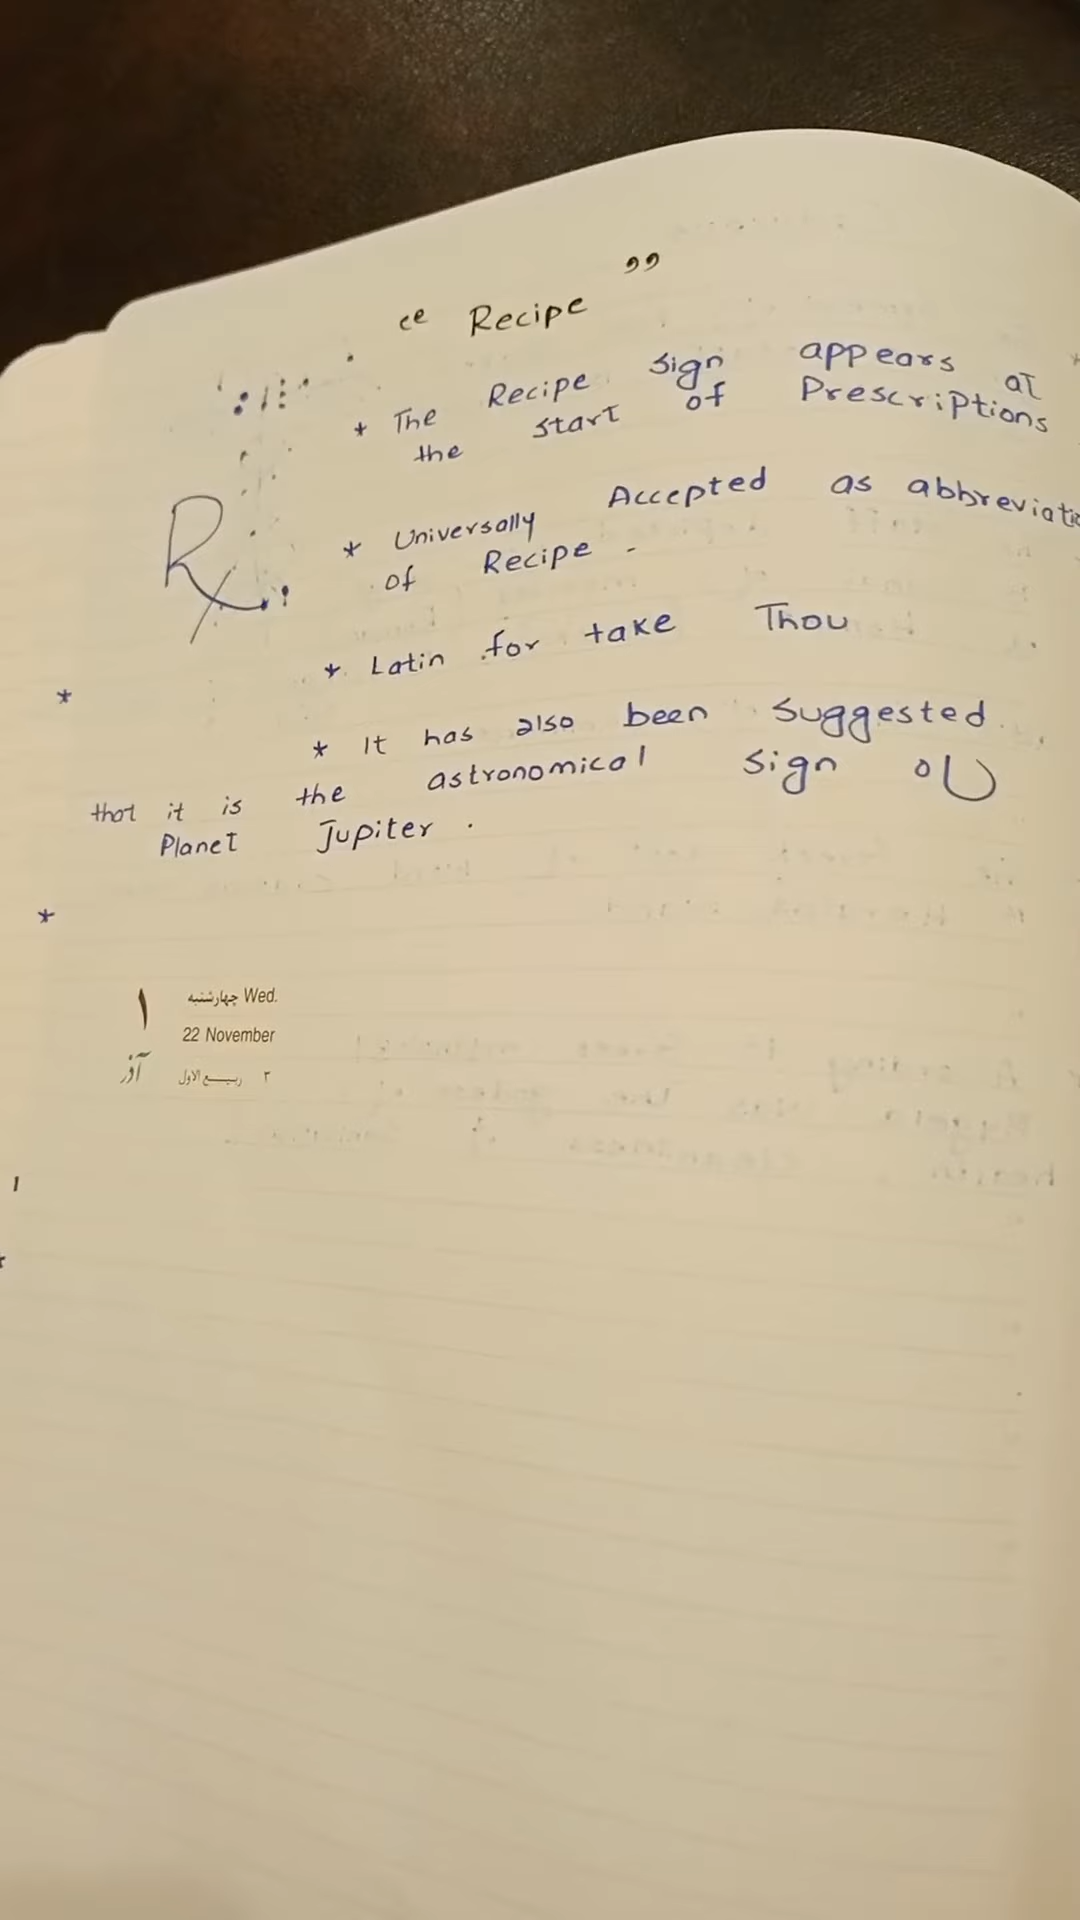 “ Recipe ”
* The Recipe sign appears at
the start of Prescriptions
Rx
* Universally Accepted as abbreviatio
of Recipe.
* Latin for take Thou
*
* It has also been suggested.
that it is the astronomical sign of
Planet Jupiter.
*
۱ چهارشنبه Wed.
22 November
آذر ۳ ربیع الاول